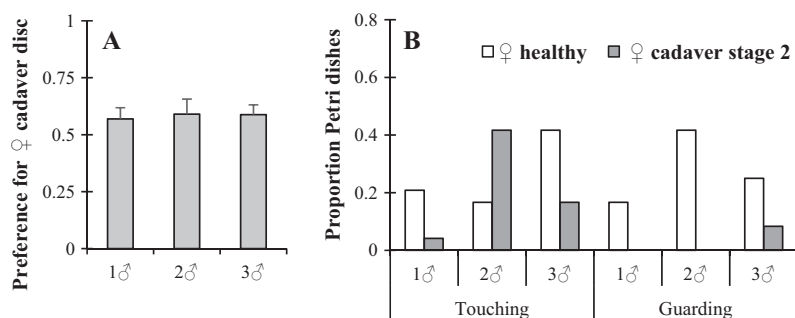 A
Preference for ♀ cadaver disc
1
0.75
0.5
0.25
0
1♂ 2♂ 3♂
B
Proportion Petri dishes
♀ healthy ♀ cadaver stage 2
0.8
0.6
0.4
0.2
0
1♂ 2♂ 3♂ 1♂ 2♂ 3♂
Touching Guarding